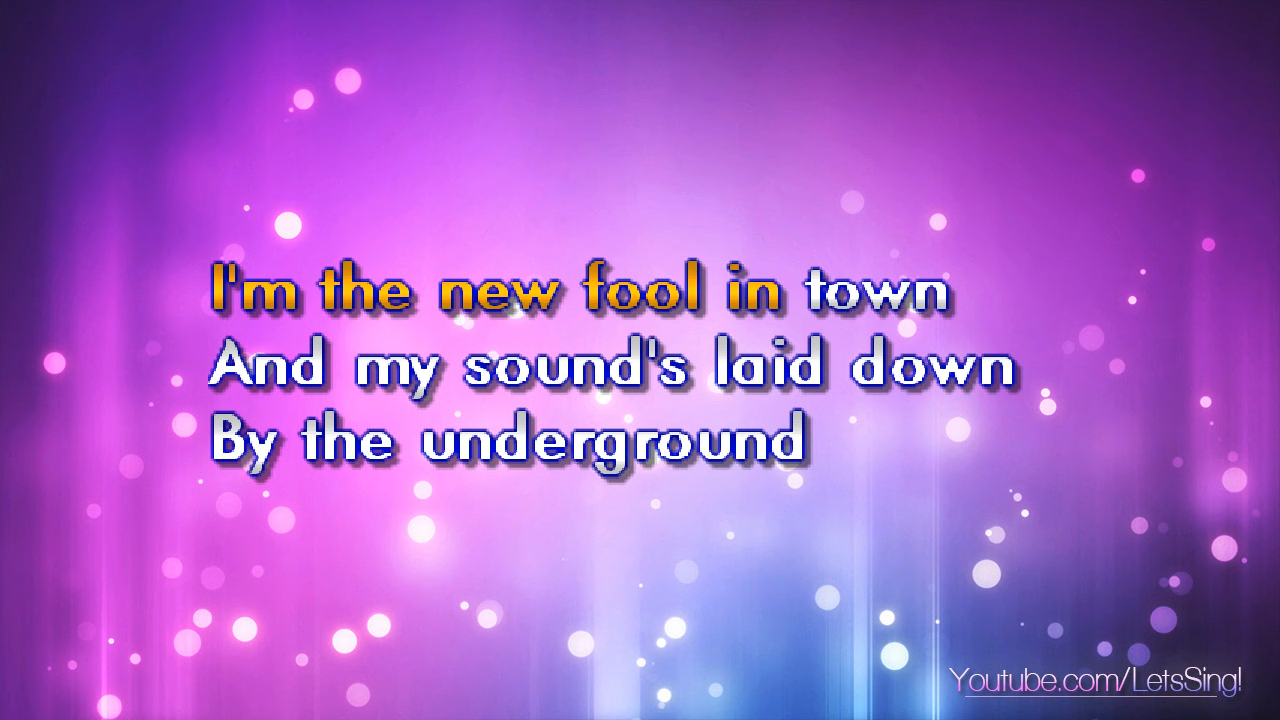 I'm the new fool in town
And my sound's laid down
By the underground
Youtube.com/LetsSing!